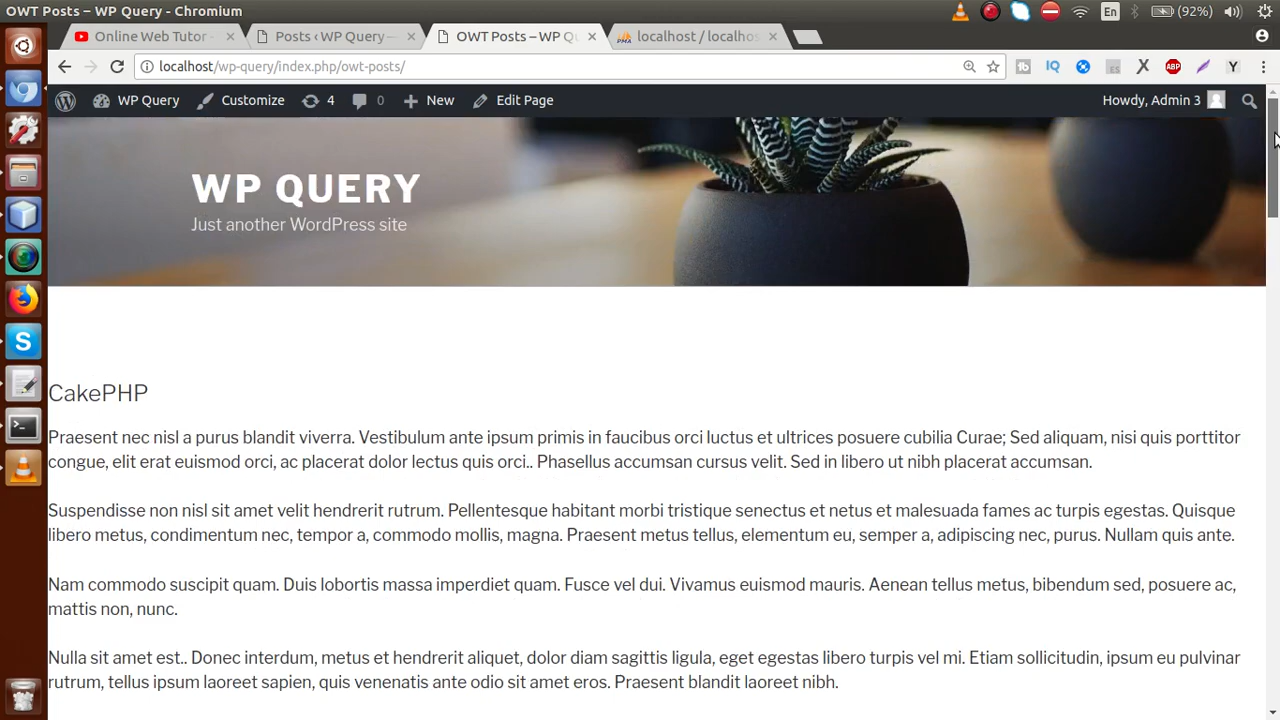 OWT Posts – WP Query - Chromium
En
(92%)
Online Web Tutor -
Posts ‹ WP Query —
OWT Posts – WP Qu
PMA
localhost / localhos
localhost/wp-query/index.php/owt-posts/
fb
IQ
ES
X
ABP
Y
WP Query
Customize
4
0
New
Edit Page
Howdy, Admin 3
WP QUERY
Just another WordPress site
CakePHP
Praesent nec nisl a purus blandit viverra. Vestibulum ante ipsum primis in faucibus orci luctus et ultrices posuere cubilia Curae; Sed aliquam, nisi quis porttitor
congue, elit erat euismod orci, ac placerat dolor lectus quis orci.. Phasellus accumsan cursus velit. Sed in libero ut nibh placerat accumsan.
Suspendisse non nisl sit amet velit hendrerit rutrum. Pellentesque habitant morbi tristique senectus et netus et malesuada fames ac turpis egestas. Quisque
libero metus, condimentum nec, tempor a, commodo mollis, magna. Praesent metus tellus, elementum eu, semper a, adipiscing nec, purus. Nullam quis ante.
Nam commodo suscipit quam. Duis lobortis massa imperdiet quam. Fusce vel dui. Vivamus euismod mauris. Aenean tellus metus, bibendum sed, posuere ac,
mattis non, nunc.
Nulla sit amet est.. Donec interdum, metus et hendrerit aliquet, dolor diam sagittis ligula, eget egestas libero turpis vel mi. Etiam sollicitudin, ipsum eu pulvinar
rutrum, tellus ipsum laoreet sapien, quis venenatis ante odio sit amet eros. Praesent blandit laoreet nibh.